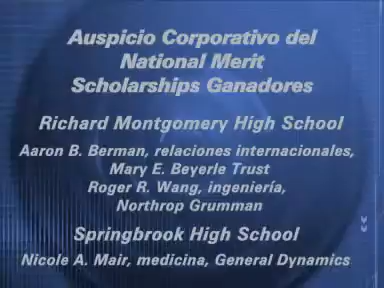 Auspicio Corporativo del
National Merit
Scholarships Ganadores
Richard Montgomery High School
Aaron B. Berman, relaciones internacionales,
Mary E. Beyerle Trust
Roger R. Wang, ingeniería,
Northrop Grumman
Springbrook High School
Nicole A. Mair, medicina, General Dynamics